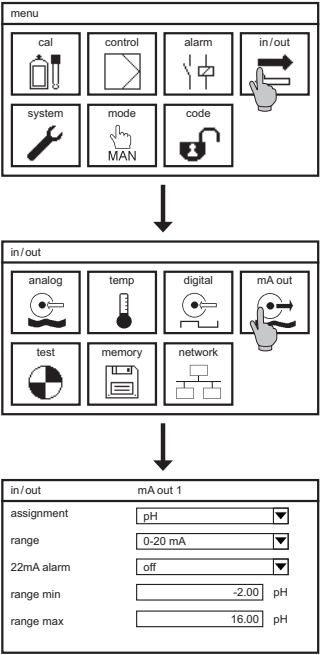 menu
cal control alarm in/out
system mode code
MAN
in/out
analog temp digital mA out
test memory network
in/out mA out 1
assignment pH
range 0-20 mA
22mA alarm off
range min -2.00 pH
range max 16.00 pH